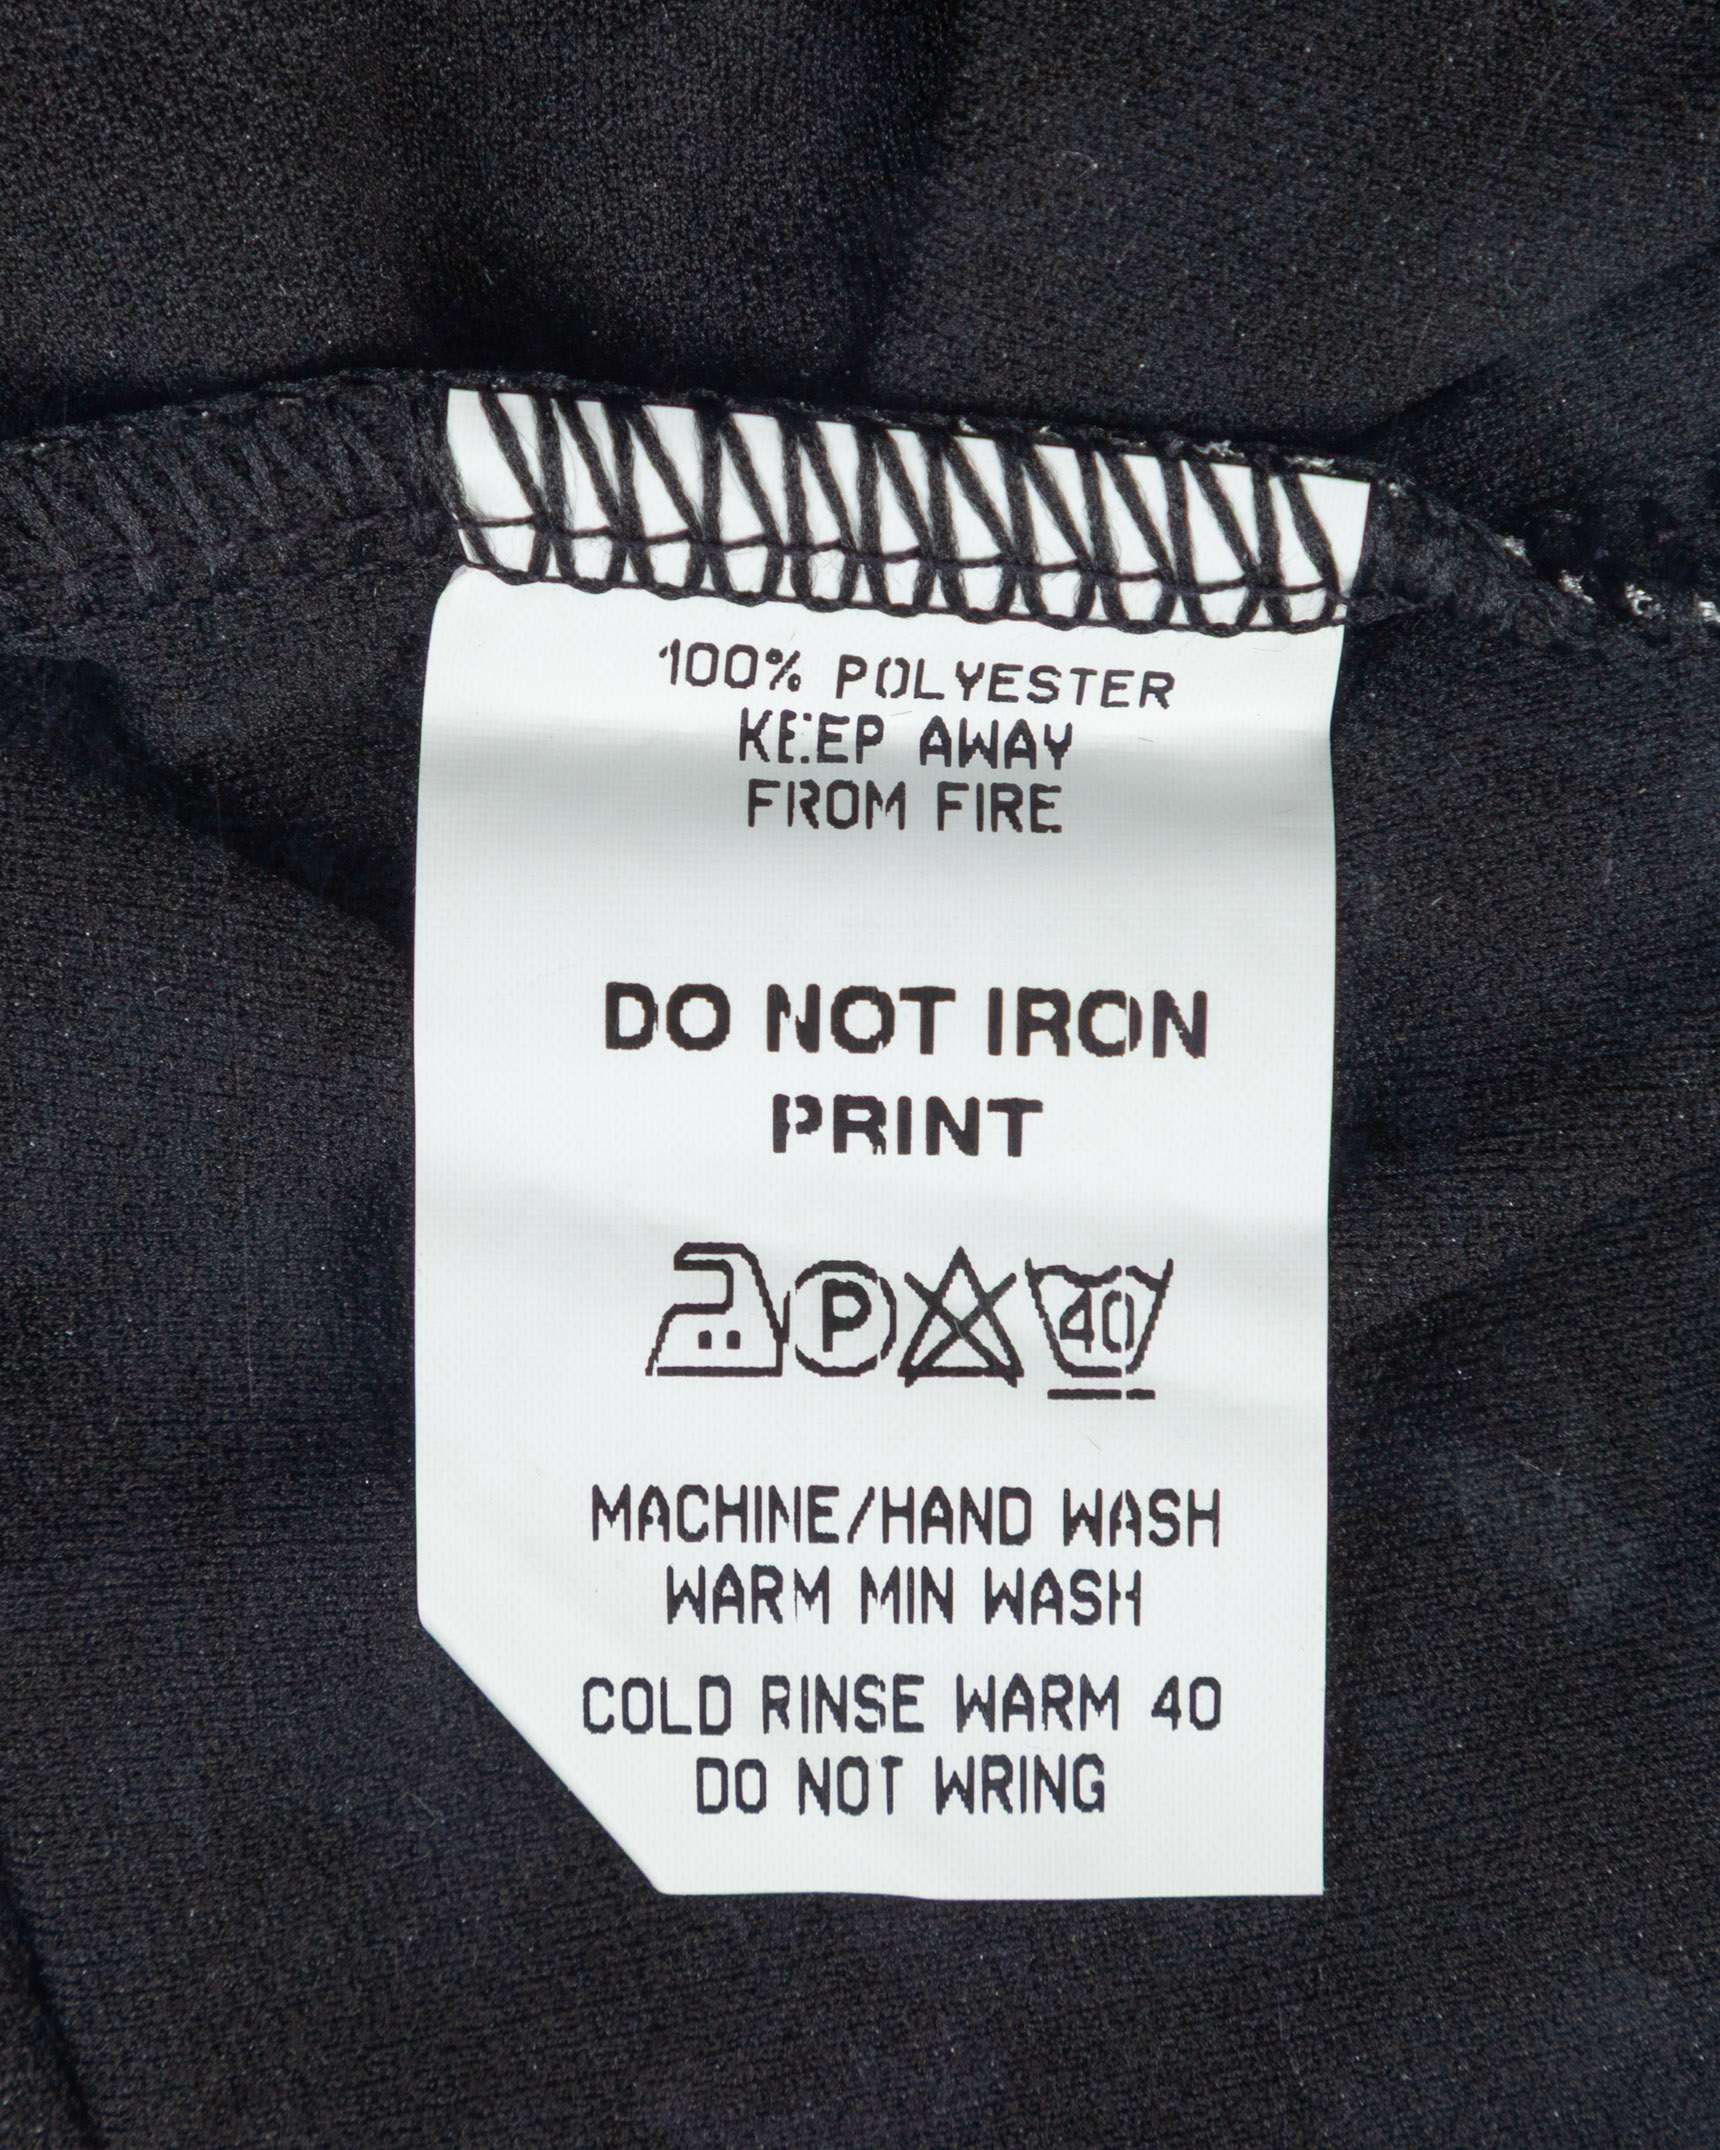 100% POLYESTER
KEEP AWAY
FROM FIRE
DO NOT IRON
PRINT
P 40
MACHINE/HAND WASH
WARM MIN WASH
COLD RINSE WARM 40
DO NOT WRING